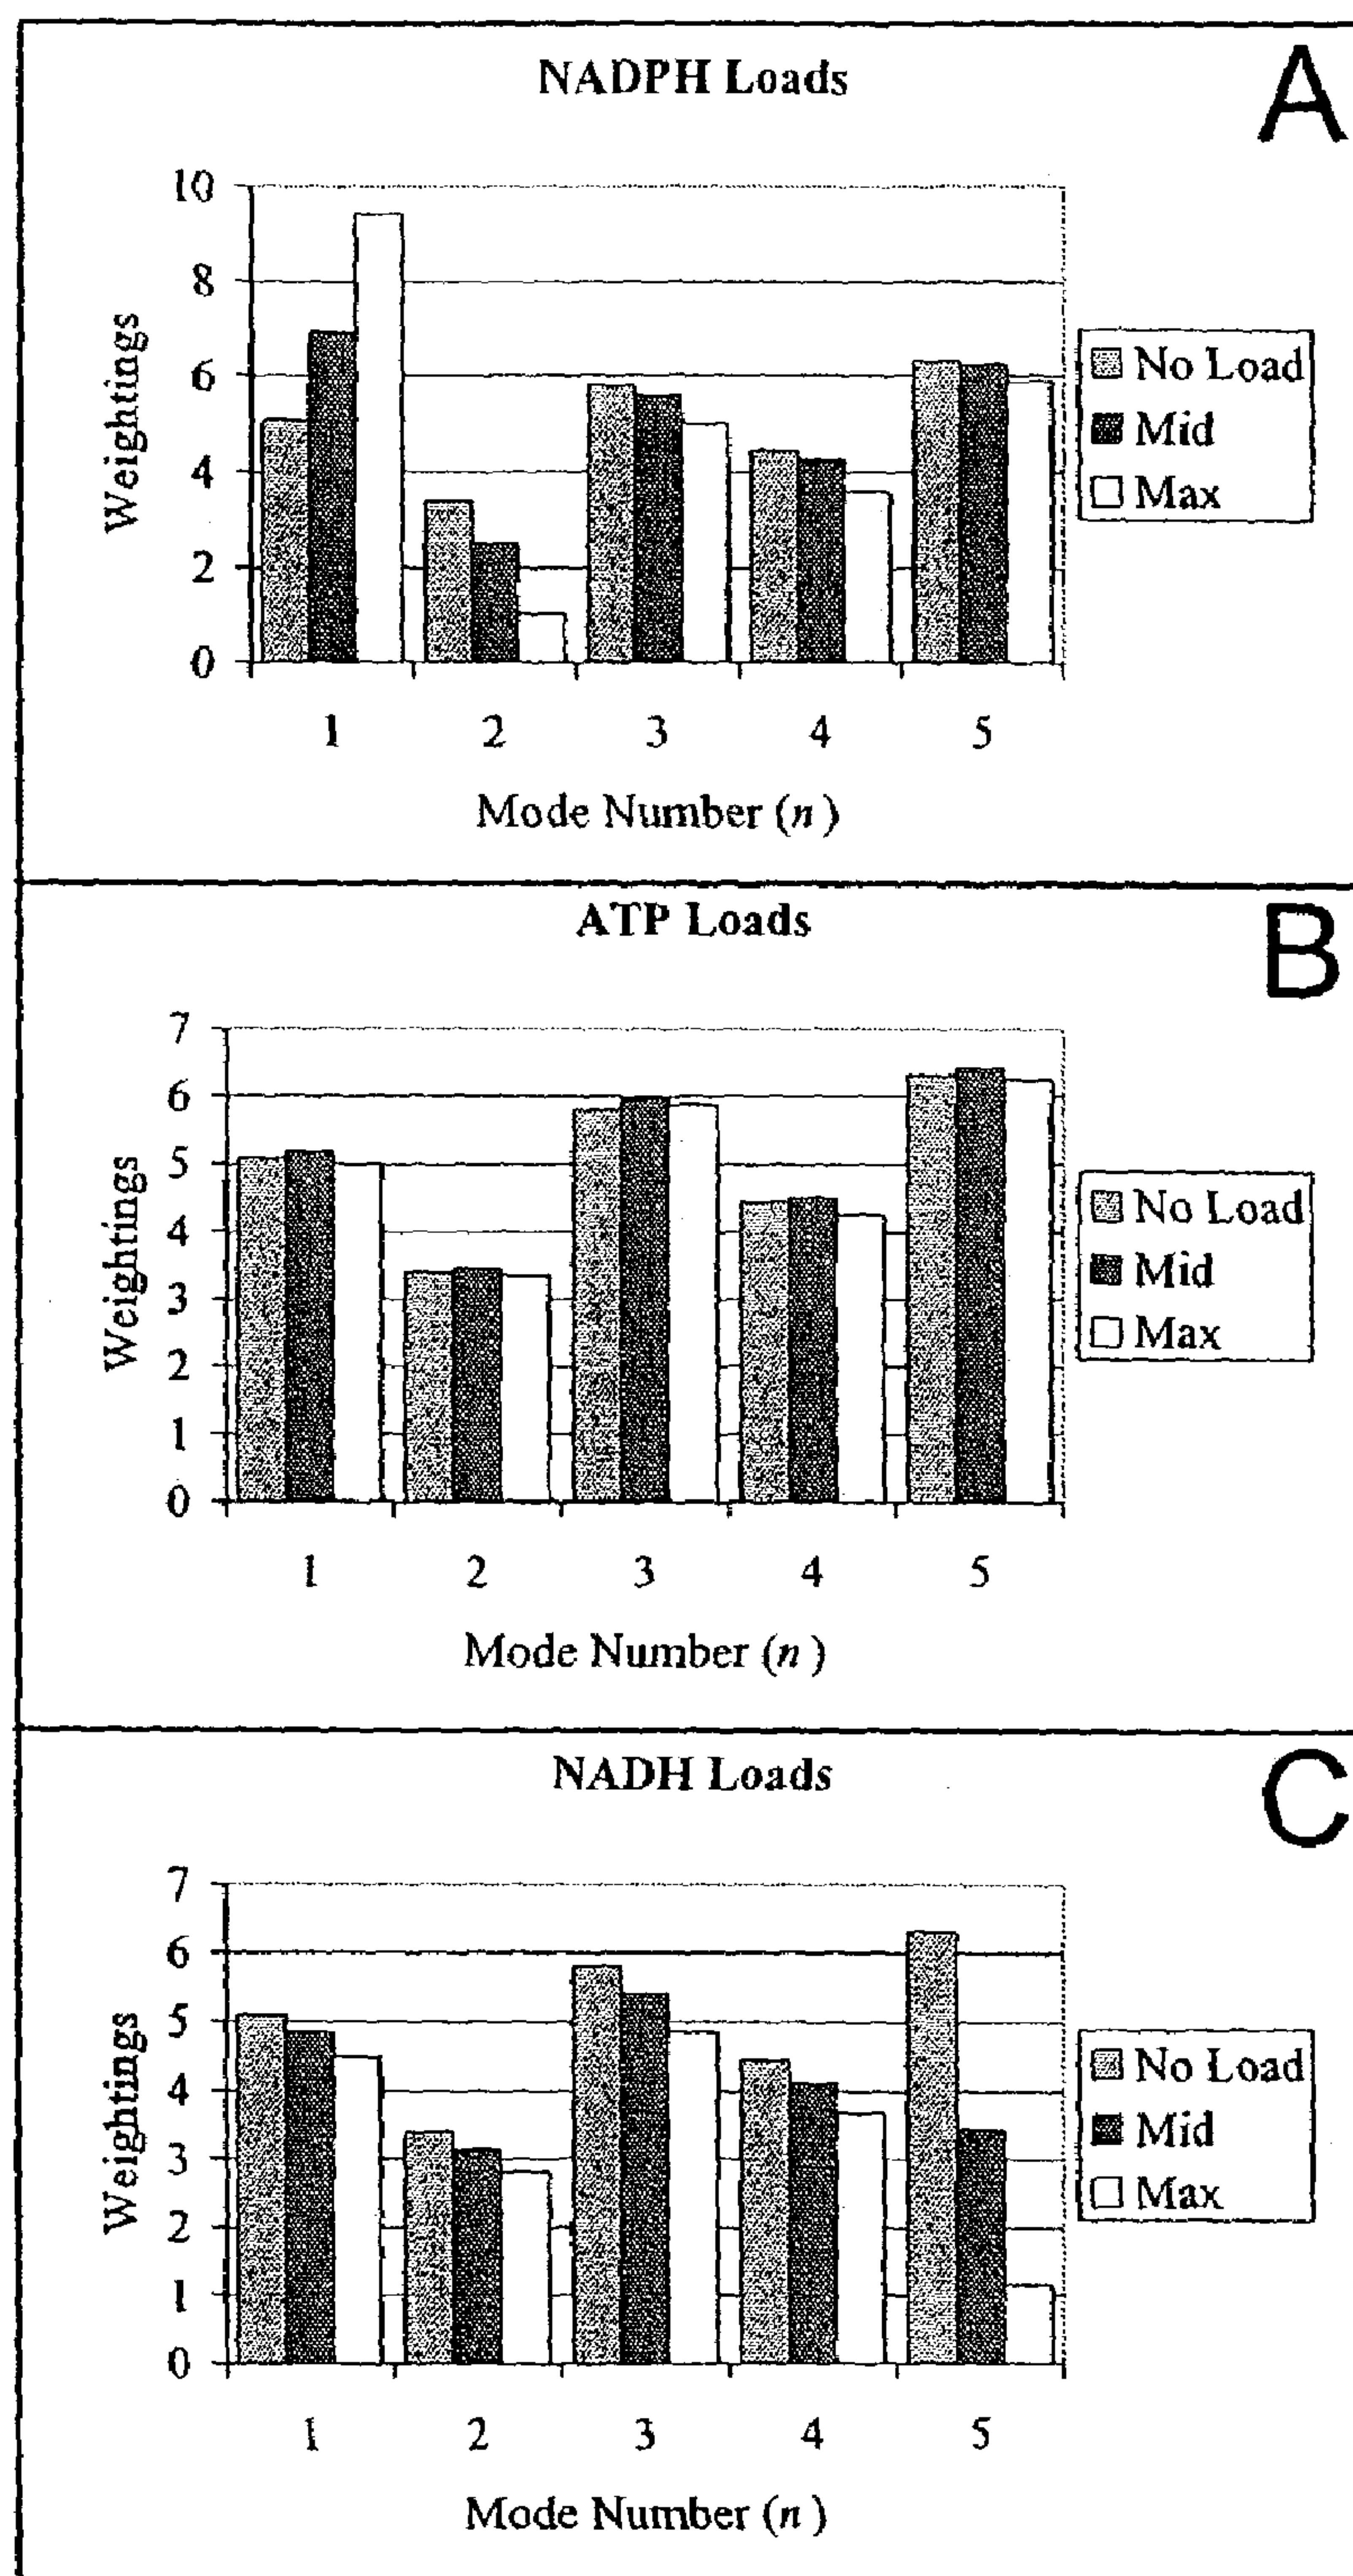 NADPH Loads
A
10
8
6
4
2
0
Weightings
1 2 3 4 5
Mode Number (n)
No Load
Mid
Max
ATP Loads
B
7
6
5
4
3
2
1
0
Weightings
1 2 3 4 5
Mode Number (n)
No Load
Mid
Max
NADH Loads
C
7
6
5
4
3
2
1
0
Weightings
1 2 3 4 5
Mode Number (n)
No Load
Mid
Max